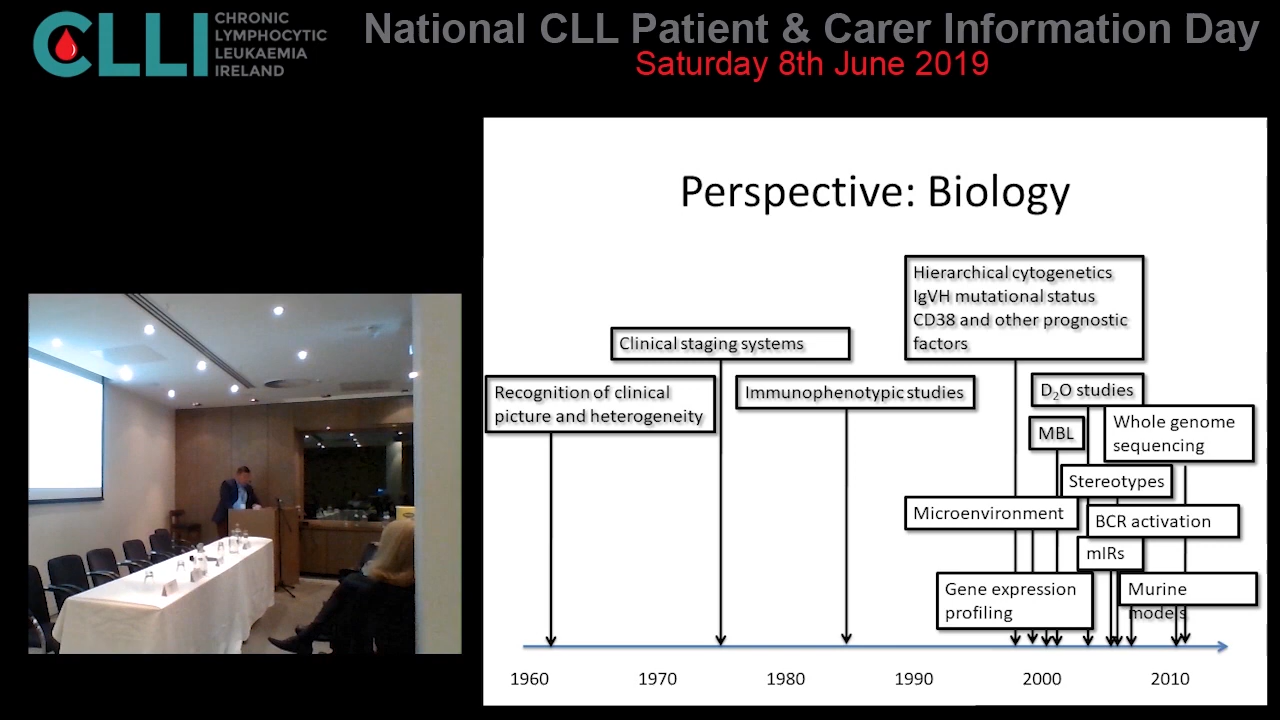 CLLI
CHRONIC
LYMPHOCYTIC
LEUKAEMIA
IRELAND
National CLL Patient & Carer Information Day
Saturday 8th June 2019
Perspective: Biology
Hierarchical cytogenetics
IgVH mutational status
CD38 and other prognostic
factors
Clinical staging systems
Recognition of clinical
picture and heterogeneity
Immunophenotypic studies
D₂O studies
Whole genome
sequencing
MBL
Stereotypes
Microenvironment
BCR activation
mIRs
Gene expression
profiling
Murine
models
1960
1970
1980
1990
2000
2010